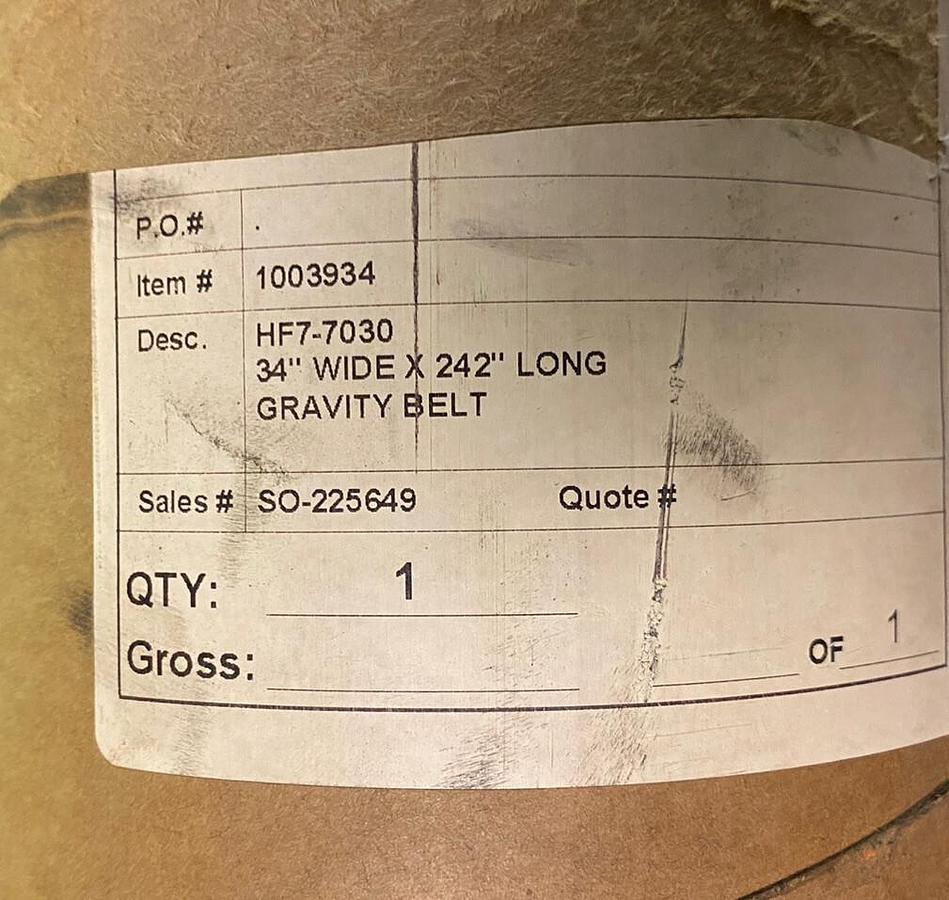 P.O.# .
Item # 1003934
Desc. HF7-7030
34" WIDE X 242" LONG
GRAVITY BELT
Sales # SO-225649 Quote #
QTY: 1
Gross:
OF 1